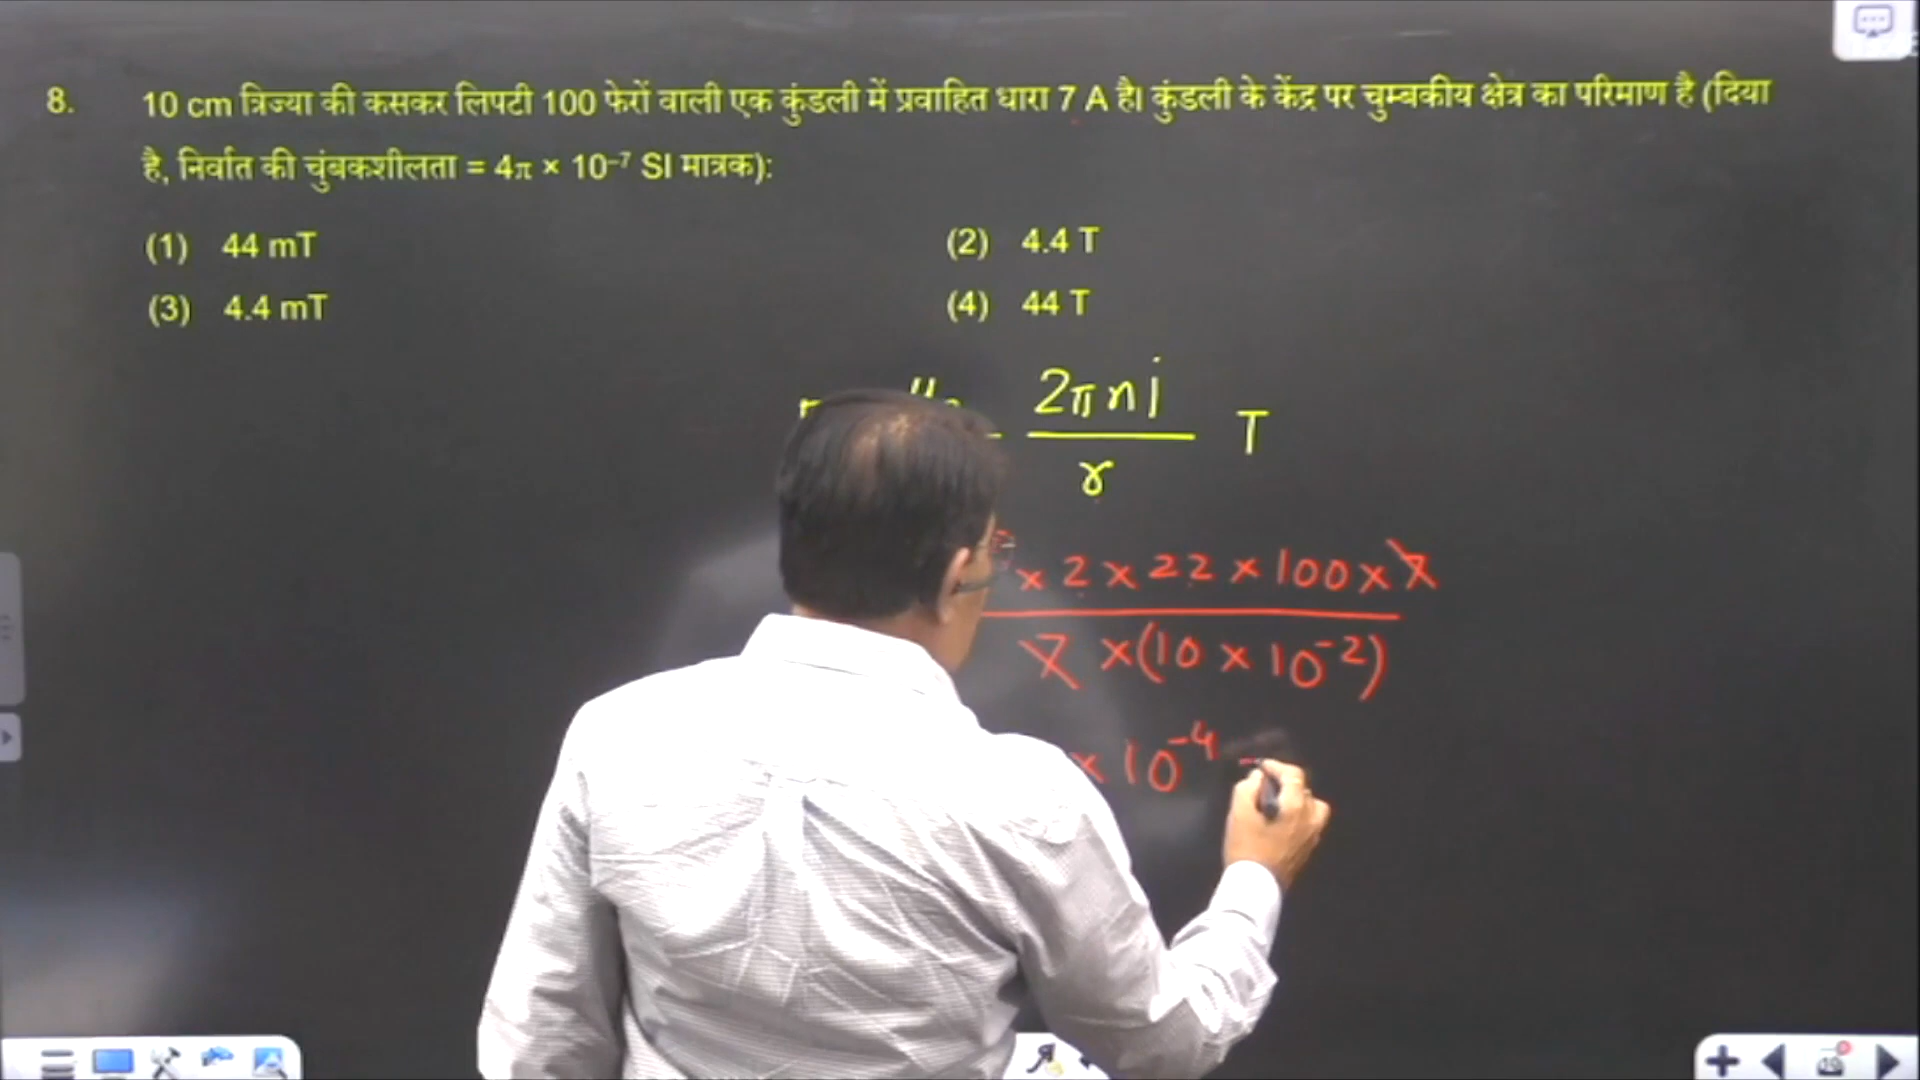 8. 10 cm त्रिज्या की कसकर लिपटी 100 फेरों वाली एक कुंडली में प्रवाहित धारा 7 A है। कुंडली के केंद्र पर चुम्बकीय क्षेत्र का परिमाण है (दिया
है, निर्वात की चुंबकशीलता = 4π × 10⁻⁷ SI मात्रक):
(1) 44 mT (2) 4.4 T
(3) 4.4 mT (4) 44 T
2πni
T
r
× 2 × 22 × 100 × 7
7 × (10 × 10⁻²)
× 10⁻⁴